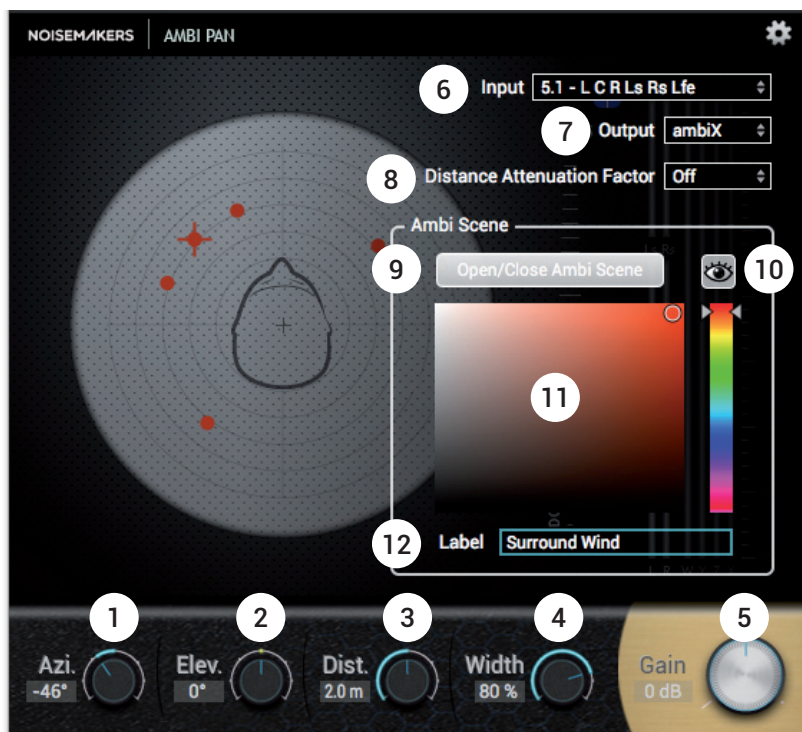 NOISEMAKERS AMBI PAN
6 Input 5.1 - L C R Ls Rs Lfe
7 Output ambiX
8 Distance Attenuation Factor Off
Ambi Scene
Ls Rs
9 Open/Close Ambi Scene 10
11
12 Label Surround Wind
L R W Y Z
1 2 3 4 5
Azi. Elev. Dist. Width Gain
-46° 0° 2.0 m 80 % 0 dB